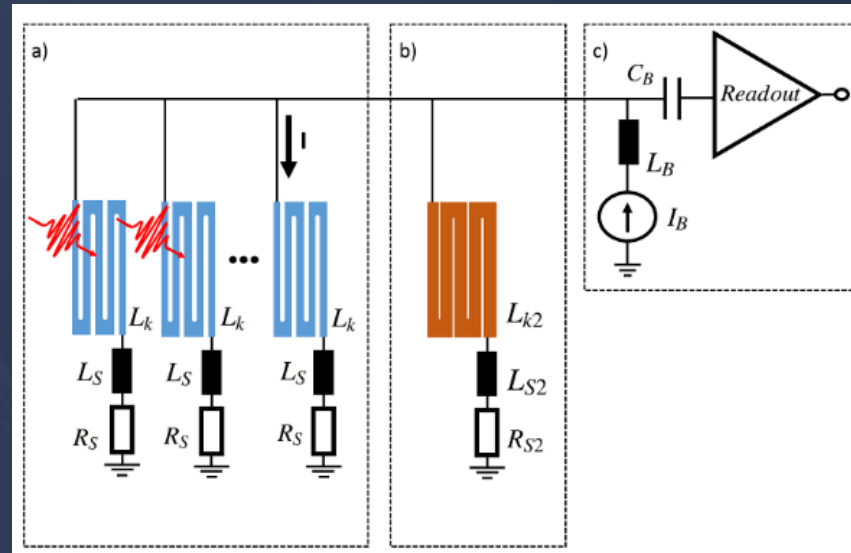 a)
b)
c)
C_B
Readout
I
L_B
I_B
L_k
L_k
L_k
L_k2
L_S
L_S
L_S
L_S2
R_S
R_S
R_S
R_S2